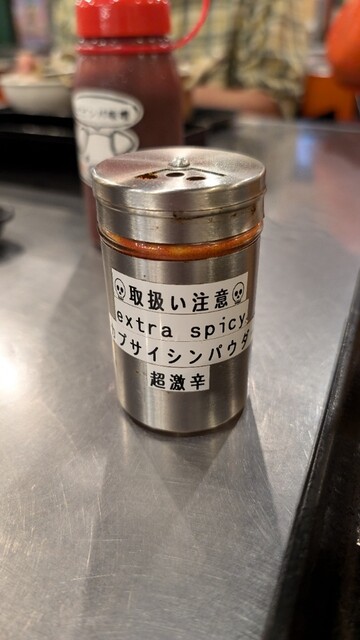 💀取扱い注意💀
extra spicy
プサイシンパウダ
超激辛